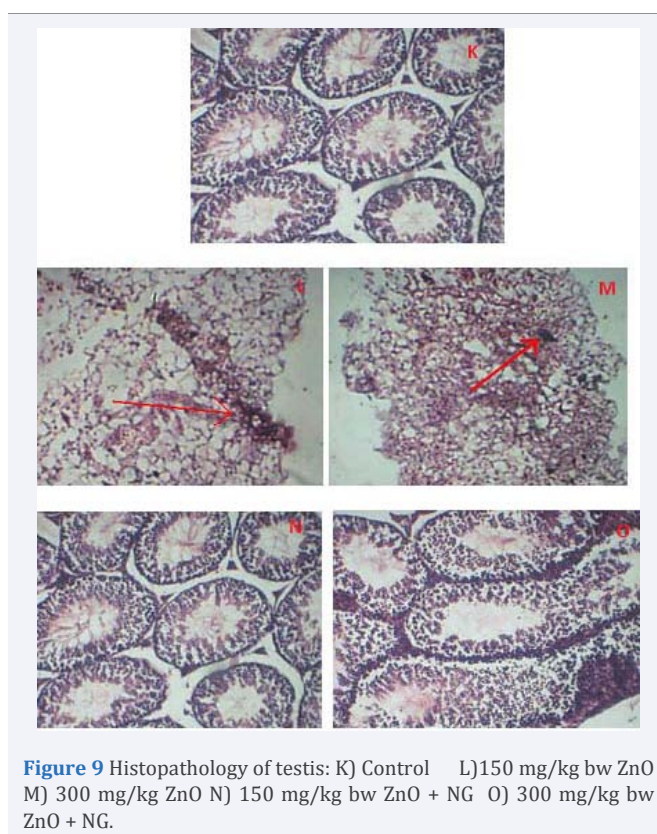 K
M
N
O
Figure 9 Histopathology of testis: K) Control L)150 mg/kg bw ZnO
M) 300 mg/kg ZnO N) 150 mg/kg bw ZnO + NG O) 300 mg/kg bw
ZnO + NG.